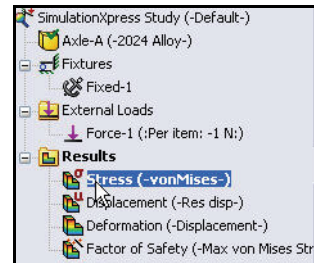 SimulationXpress Study (-Default-)
Axle-A (-2024 Alloy-)
Fixtures
Fixed-1
External Loads
Force-1 (:Per item: -1 N:)
Results
Stress (-vonMises-)
Displacement (-Res disp-)
Deformation (-Displacement-)
Factor of Safety (-Max von Mises Str